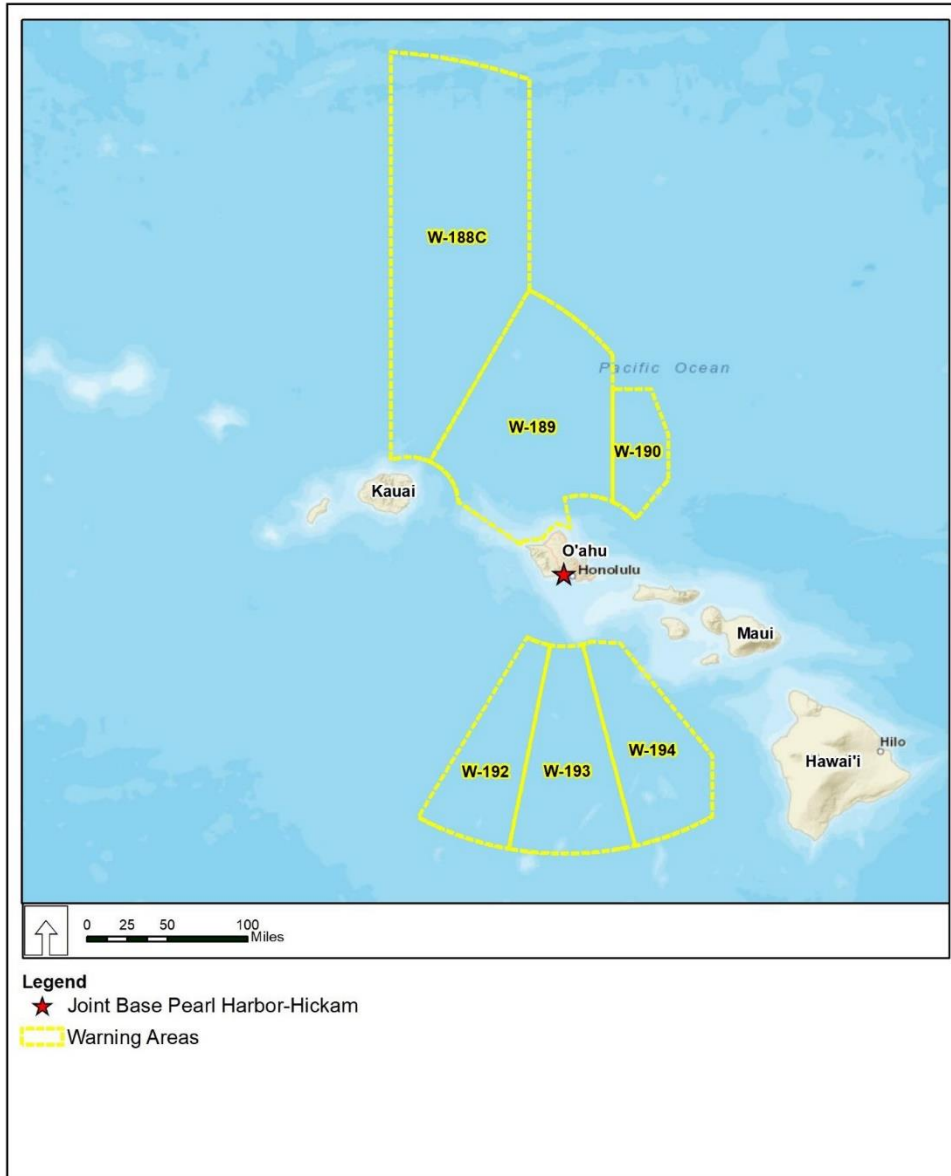 W-188C
Pacific Ocean
W-189
W-190
Kauai
O'ahu
Honolulu
Maui
W-192
W-193
W-194
Hilo
Hawai'i
0 25 50 100
Miles
Legend
Joint Base Pearl Harbor-Hickam
Warning Areas